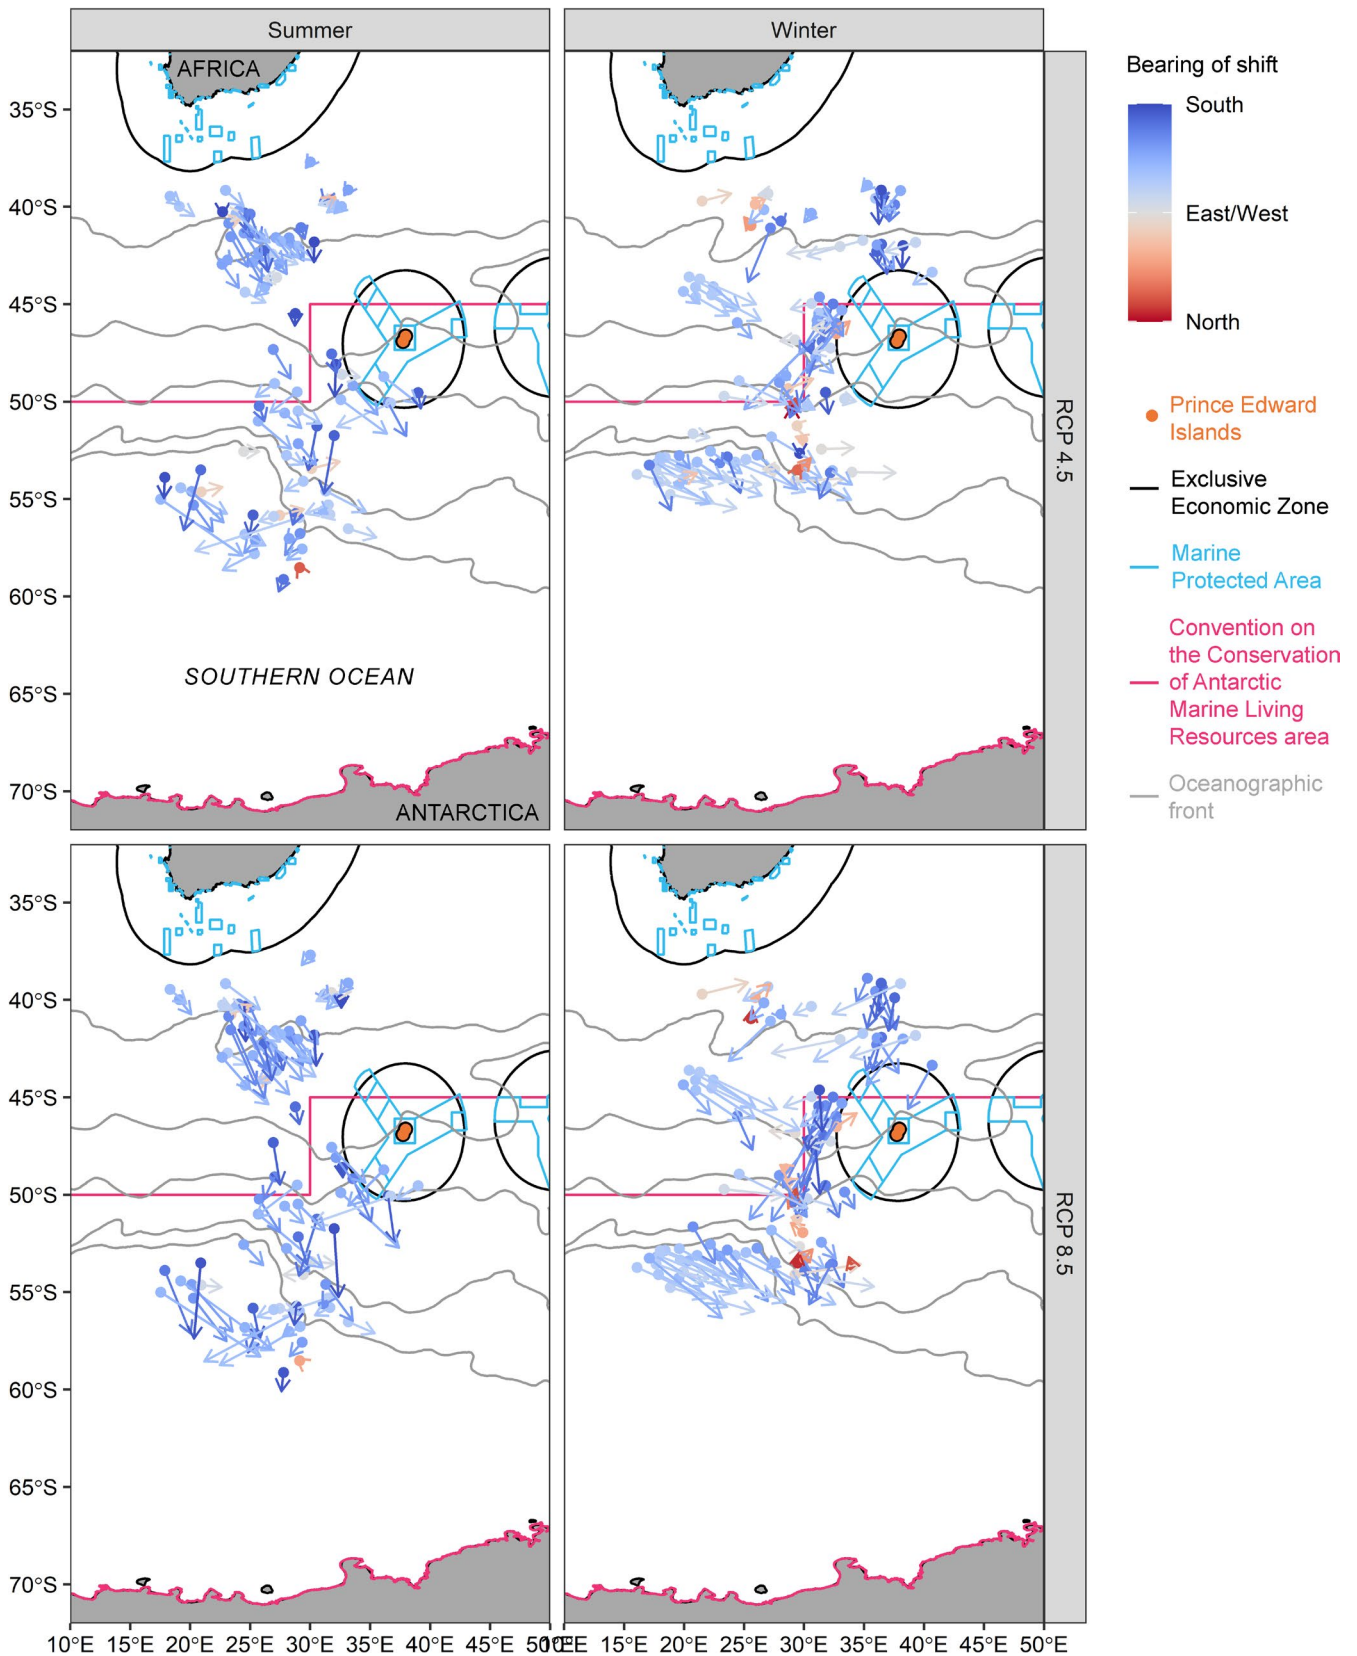 Summer
Winter
AFRICA
35°S
40°S
45°S
50°S
55°S
60°S
65°S
70°S
SOUTHERN OCEAN
ANTARCTICA
RCP 4.5
35°S
40°S
45°S
50°S
55°S
60°S
65°S
70°S
RCP 8.5
10°E 15°E 20°E 25°E 30°E 35°E 40°E 45°E 50°E
10°E 15°E 20°E 25°E 30°E 35°E 40°E 45°E 50°E
Bearing of shift
South
East/West
North
Prince Edward
Islands
Exclusive
Economic Zone
Marine
Protected Area
Convention on
the Conservation
of Antarctic
Marine Living
Resources area
Oceanographic
front